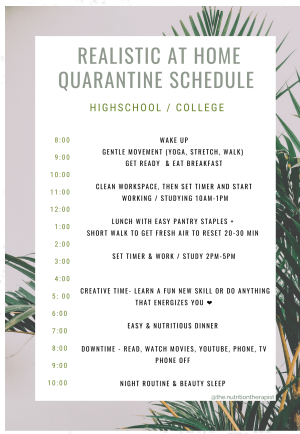 REALISTIC AT HOME
QUARANTINE SCHEDULE
HIGHSCHOOL / COLLEGE
8:00
WAKE UP
GENTLE MOVEMENT (YOGA, STRETCH, WALK)
9:00
GET READY & EAT BREAKFAST
10:00
CLEAN WORKSPACE, THEN SET TIMER AND START
11:00
WORKING / STUDYING 10AM-1PM
12:00
LUNCH WITH EASY PANTRY STAPLES +
1:00
SHORT WALK TO GET FRESH AIR TO RESET 20-30 MIN
2:00
SET TIMER & WORK / STUDY 2PM-5PM
3:00
4:00
CREATIVE TIME- LEARN A FUN NEW SKILL OR DO ANYTHING
5: 00
THAT ENERGIZES YOU ❤
6:00
EASY & NUTRITIOUS DINNER
7:00
8:00
DOWNTIME - READ, WATCH MOVIES, YOUTUBE, PHONE, TV
PHONE OFF
9:00
10:00
NIGHT ROUTINE & BEAUTY SLEEP
@the.nutritiontherapist